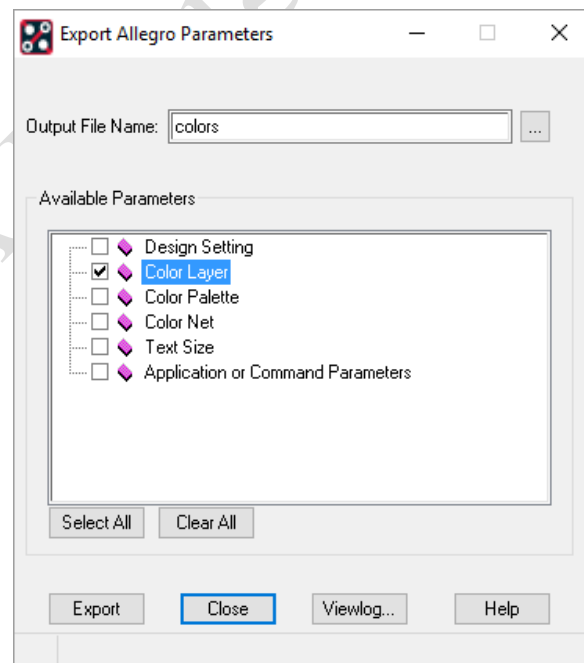 Export Allegro Parameters
Output File Name: colors ...
Available Parameters
Design Setting
Color Layer
Color Palette
Color Net
Text Size
Application or Command Parameters
Select All Clear All
Export Close Viewlog... Help